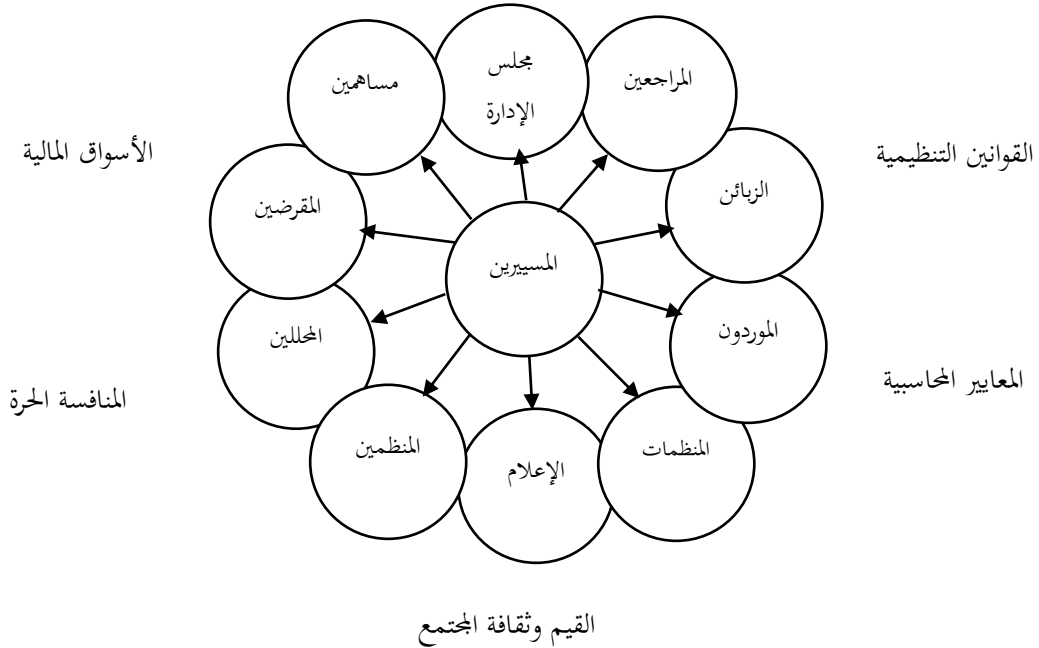 مجلس
الإدارة
المراجعين
مساهمين
الأسواق المالية
القوانين التنظيمية
الزبائن
المقرضين
المسييرين
الموردون
المحللين
المعايير المحاسبية
المنافسة الحرة
المنظمات
المنظمين
الإعلام
القيم وثقافة المجتمع